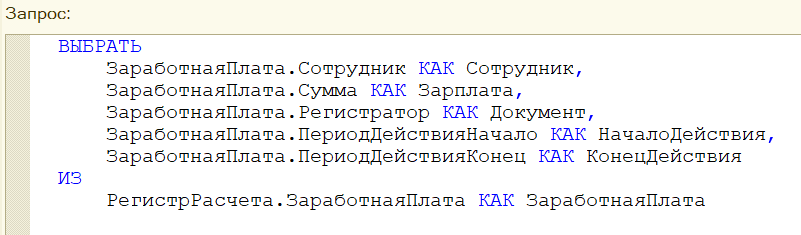 Запрос:
ВЫБРАТЬ
ЗаработнаяПлата.Сотрудник КАК Сотрудник,
ЗаработнаяПлата.Сумма КАК Зарплата,
ЗаработнаяПлата.Регистратор КАК Документ,
ЗаработнаяПлата.ПериодДействияНачало КАК НачалоДействия,
ЗаработнаяПлата.ПериодДействияКонец КАК КонецДействия
ИЗ
РегистрРасчета.ЗаработнаяПлата КАК ЗаработнаяПлата